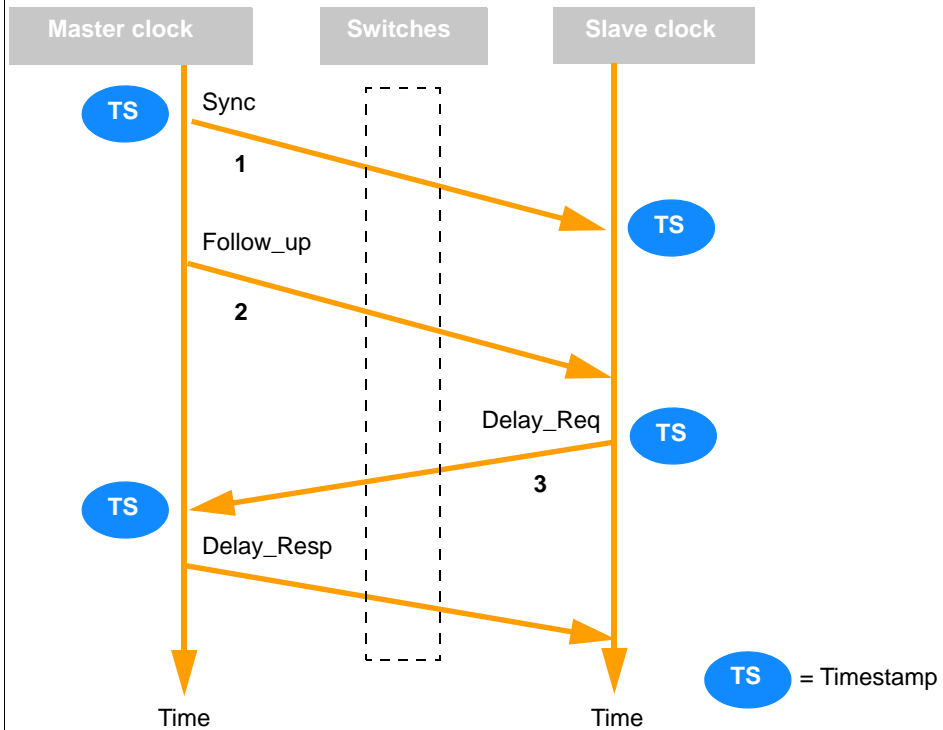 Master clock
Switches
Slave clock
TS
Sync
1
TS
Follow_up
2
Delay_Req
TS
3
TS
Delay_Resp
TS = Timestamp
Time
Time